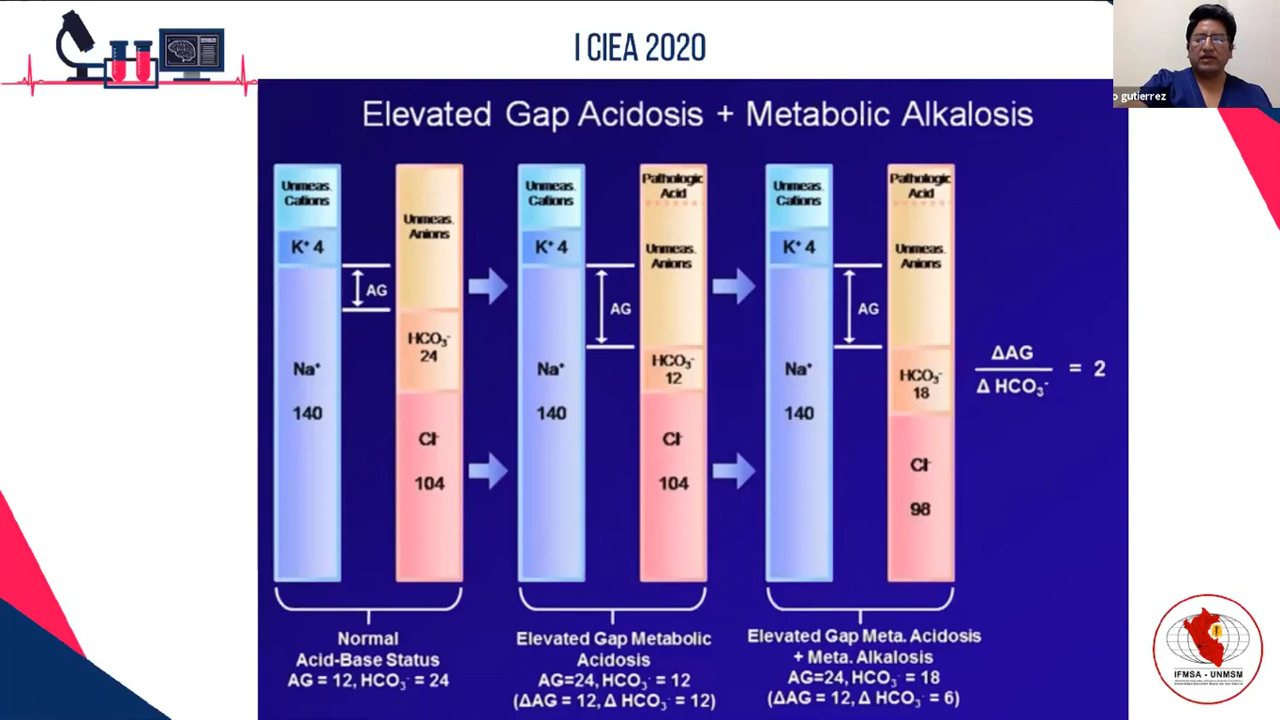 I CIEA 2020
o gutierrez
Elevated Gap Acidosis + Metabolic Alkalosis
Unmeas.
Cations
K⁺ 4
Na⁺
140
AG
Unmeas.
Anions
HCO₃⁻
24
Cl⁻
104
Unmeas.
Cations
K⁺ 4
Na⁺
140
AG
Pathologic
Acid
Unmeas.
Anions
HCO₃⁻
12
Cl⁻
104
Unmeas.
Cations
K⁺ 4
Na⁺
140
AG
Pathologic
Acid
Unmeas.
Anions
HCO₃⁻
18
Cl⁻
98
ΔAG
Δ HCO₃⁻
= 2
Normal
Acid-Base Status
AG = 12, HCO₃⁻ = 24
Elevated Gap Metabolic
Acidosis
AG=24, HCO₃⁻ = 12
(ΔAG = 12, Δ HCO₃⁻ = 12)
Elevated Gap Meta. Acidosis
+ Meta. Alkalosis
AG=24, HCO₃⁻ = 18
(ΔAG = 12, Δ HCO₃⁻ = 6)
IFMSA - UNMSM